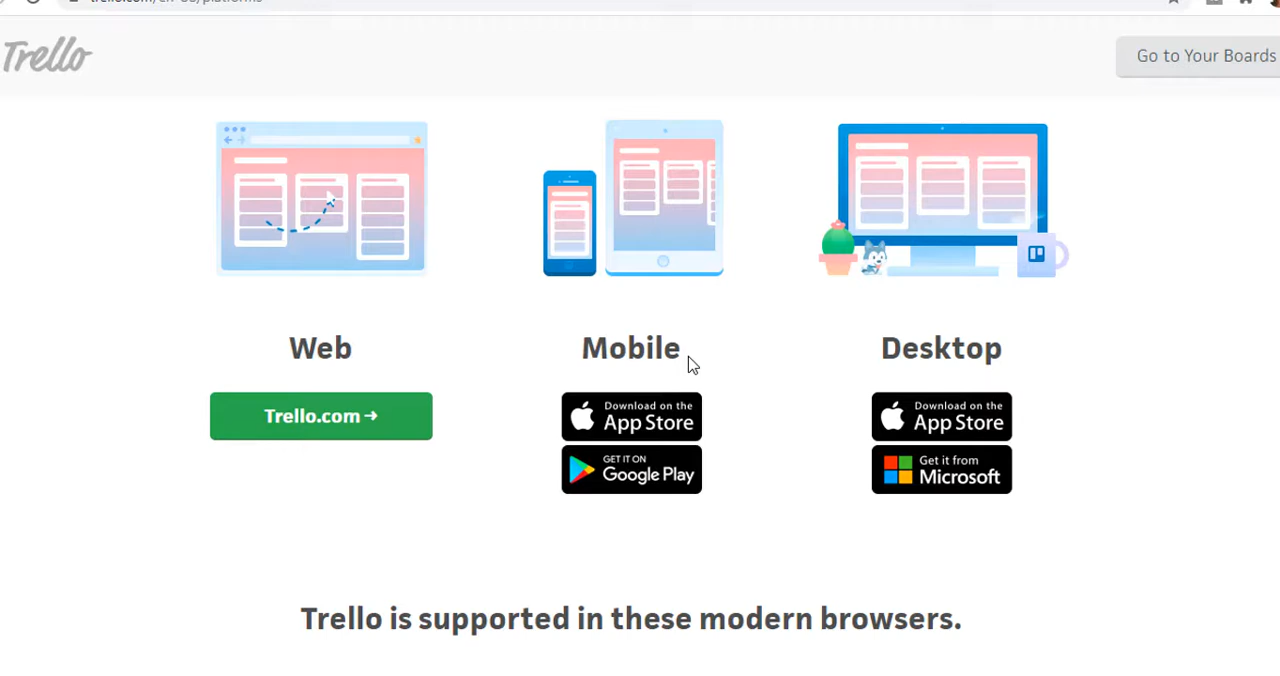 Trello
Go to Your Boards
Web
Mobile
Desktop
Trello.com →
Download on the
App Store
GET IT ON
Google Play
Download on the
App Store
Get it from
Microsoft
Trello is supported in these modern browsers.